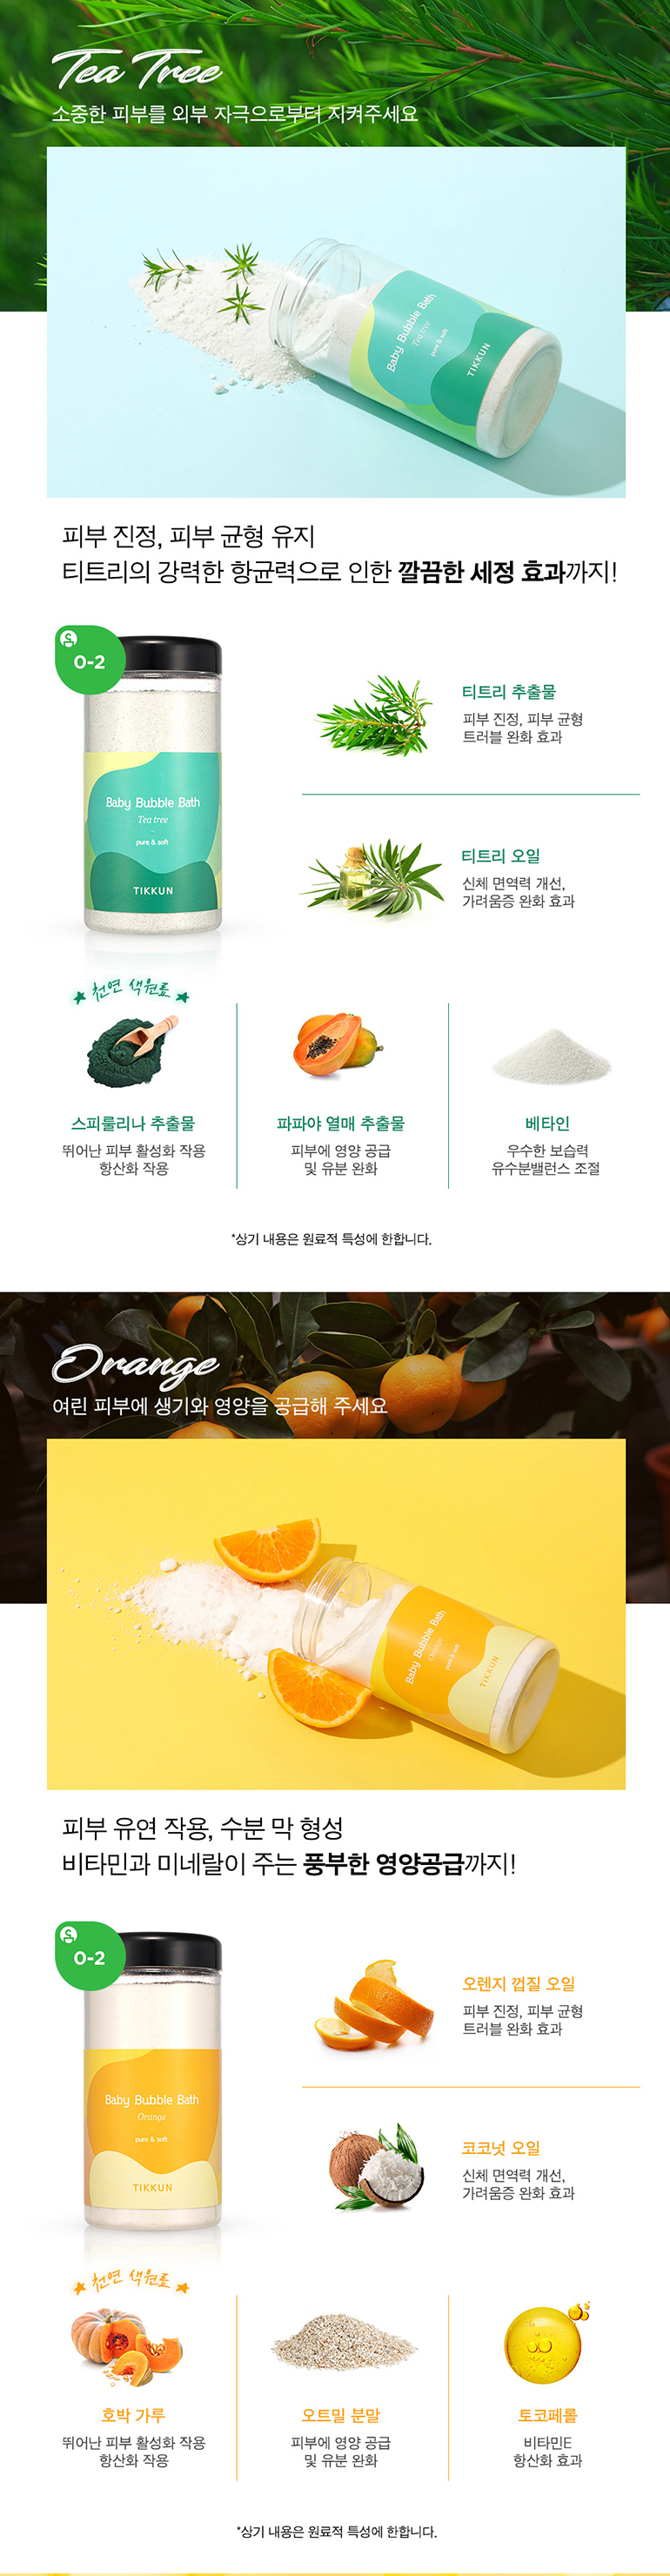 Tea Tree
소중한 피부를 외부 자극으로부터 지켜주세요
Baby Bubble Bath
Tea tree
pure & soft
TIKKUN
피부 진정, 피부 균형 유지
티트리의 강력한 항균력으로 인한 깔끔한 세정 효과까지!
0-2
Baby Bubble Bath
Tea tree
pure & soft
TIKKUN
티트리 추출물
피부 진정, 피부 균형
트러블 완화 효과
티트리 오일
신체 면역력 개선,
가려움증 완화 효과
천연 색원료
스피룰리나 추출물
뛰어난 피부 활성화 작용
항산화 작용
파파야 열매 추출물
피부에 영양 공급
및 유분 완화
베타인
우수한 보습력
유수분밸런스 조절
*상기 내용은 원료적 특성에 한합니다.
Orange
여린 피부에 생기와 영양을 공급해 주세요
Baby Bubble Bath
Orange
pure & soft
TIKKUN
피부 유연 작용, 수분 막 형성
비타민과 미네랄이 주는 풍부한 영양공급까지!
0-2
Baby Bubble Bath
Orange
pure & soft
TIKKUN
오렌지 껍질 오일
피부 진정, 피부 균형
트러블 완화 효과
코코넛 오일
신체 면역력 개선,
가려움증 완화 효과
천연 색원료
호박 가루
뛰어난 피부 활성화 작용
항산화 작용
오트밀 분말
피부에 영양 공급
및 유분 완화
토코페롤
비타민E
항산화 효과
*상기 내용은 원료적 특성에 한합니다.